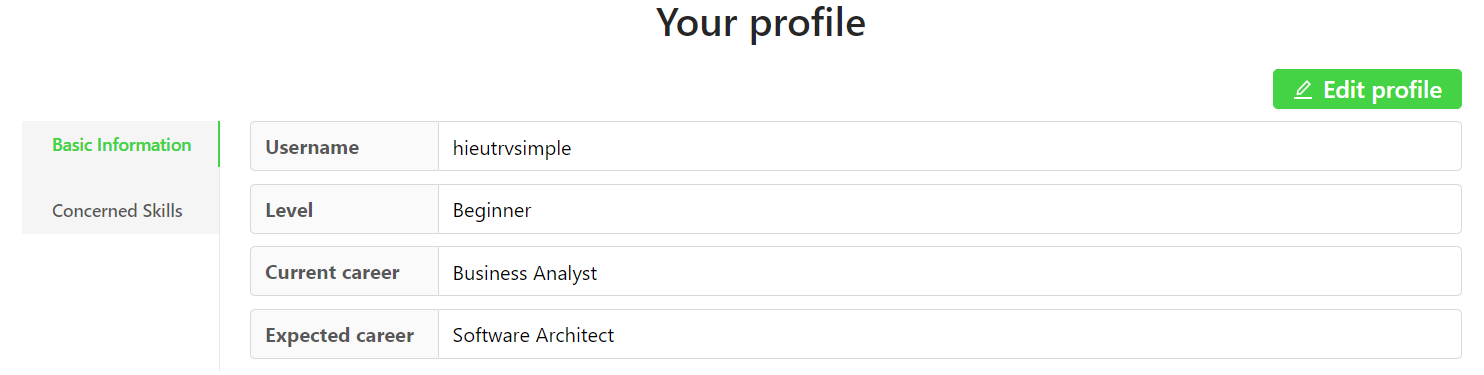 Your profile
Edit profile
Basic Information
Concerned Skills
Username hieutrvsimple
Level Beginner
Current career Business Analyst
Expected career Software Architect